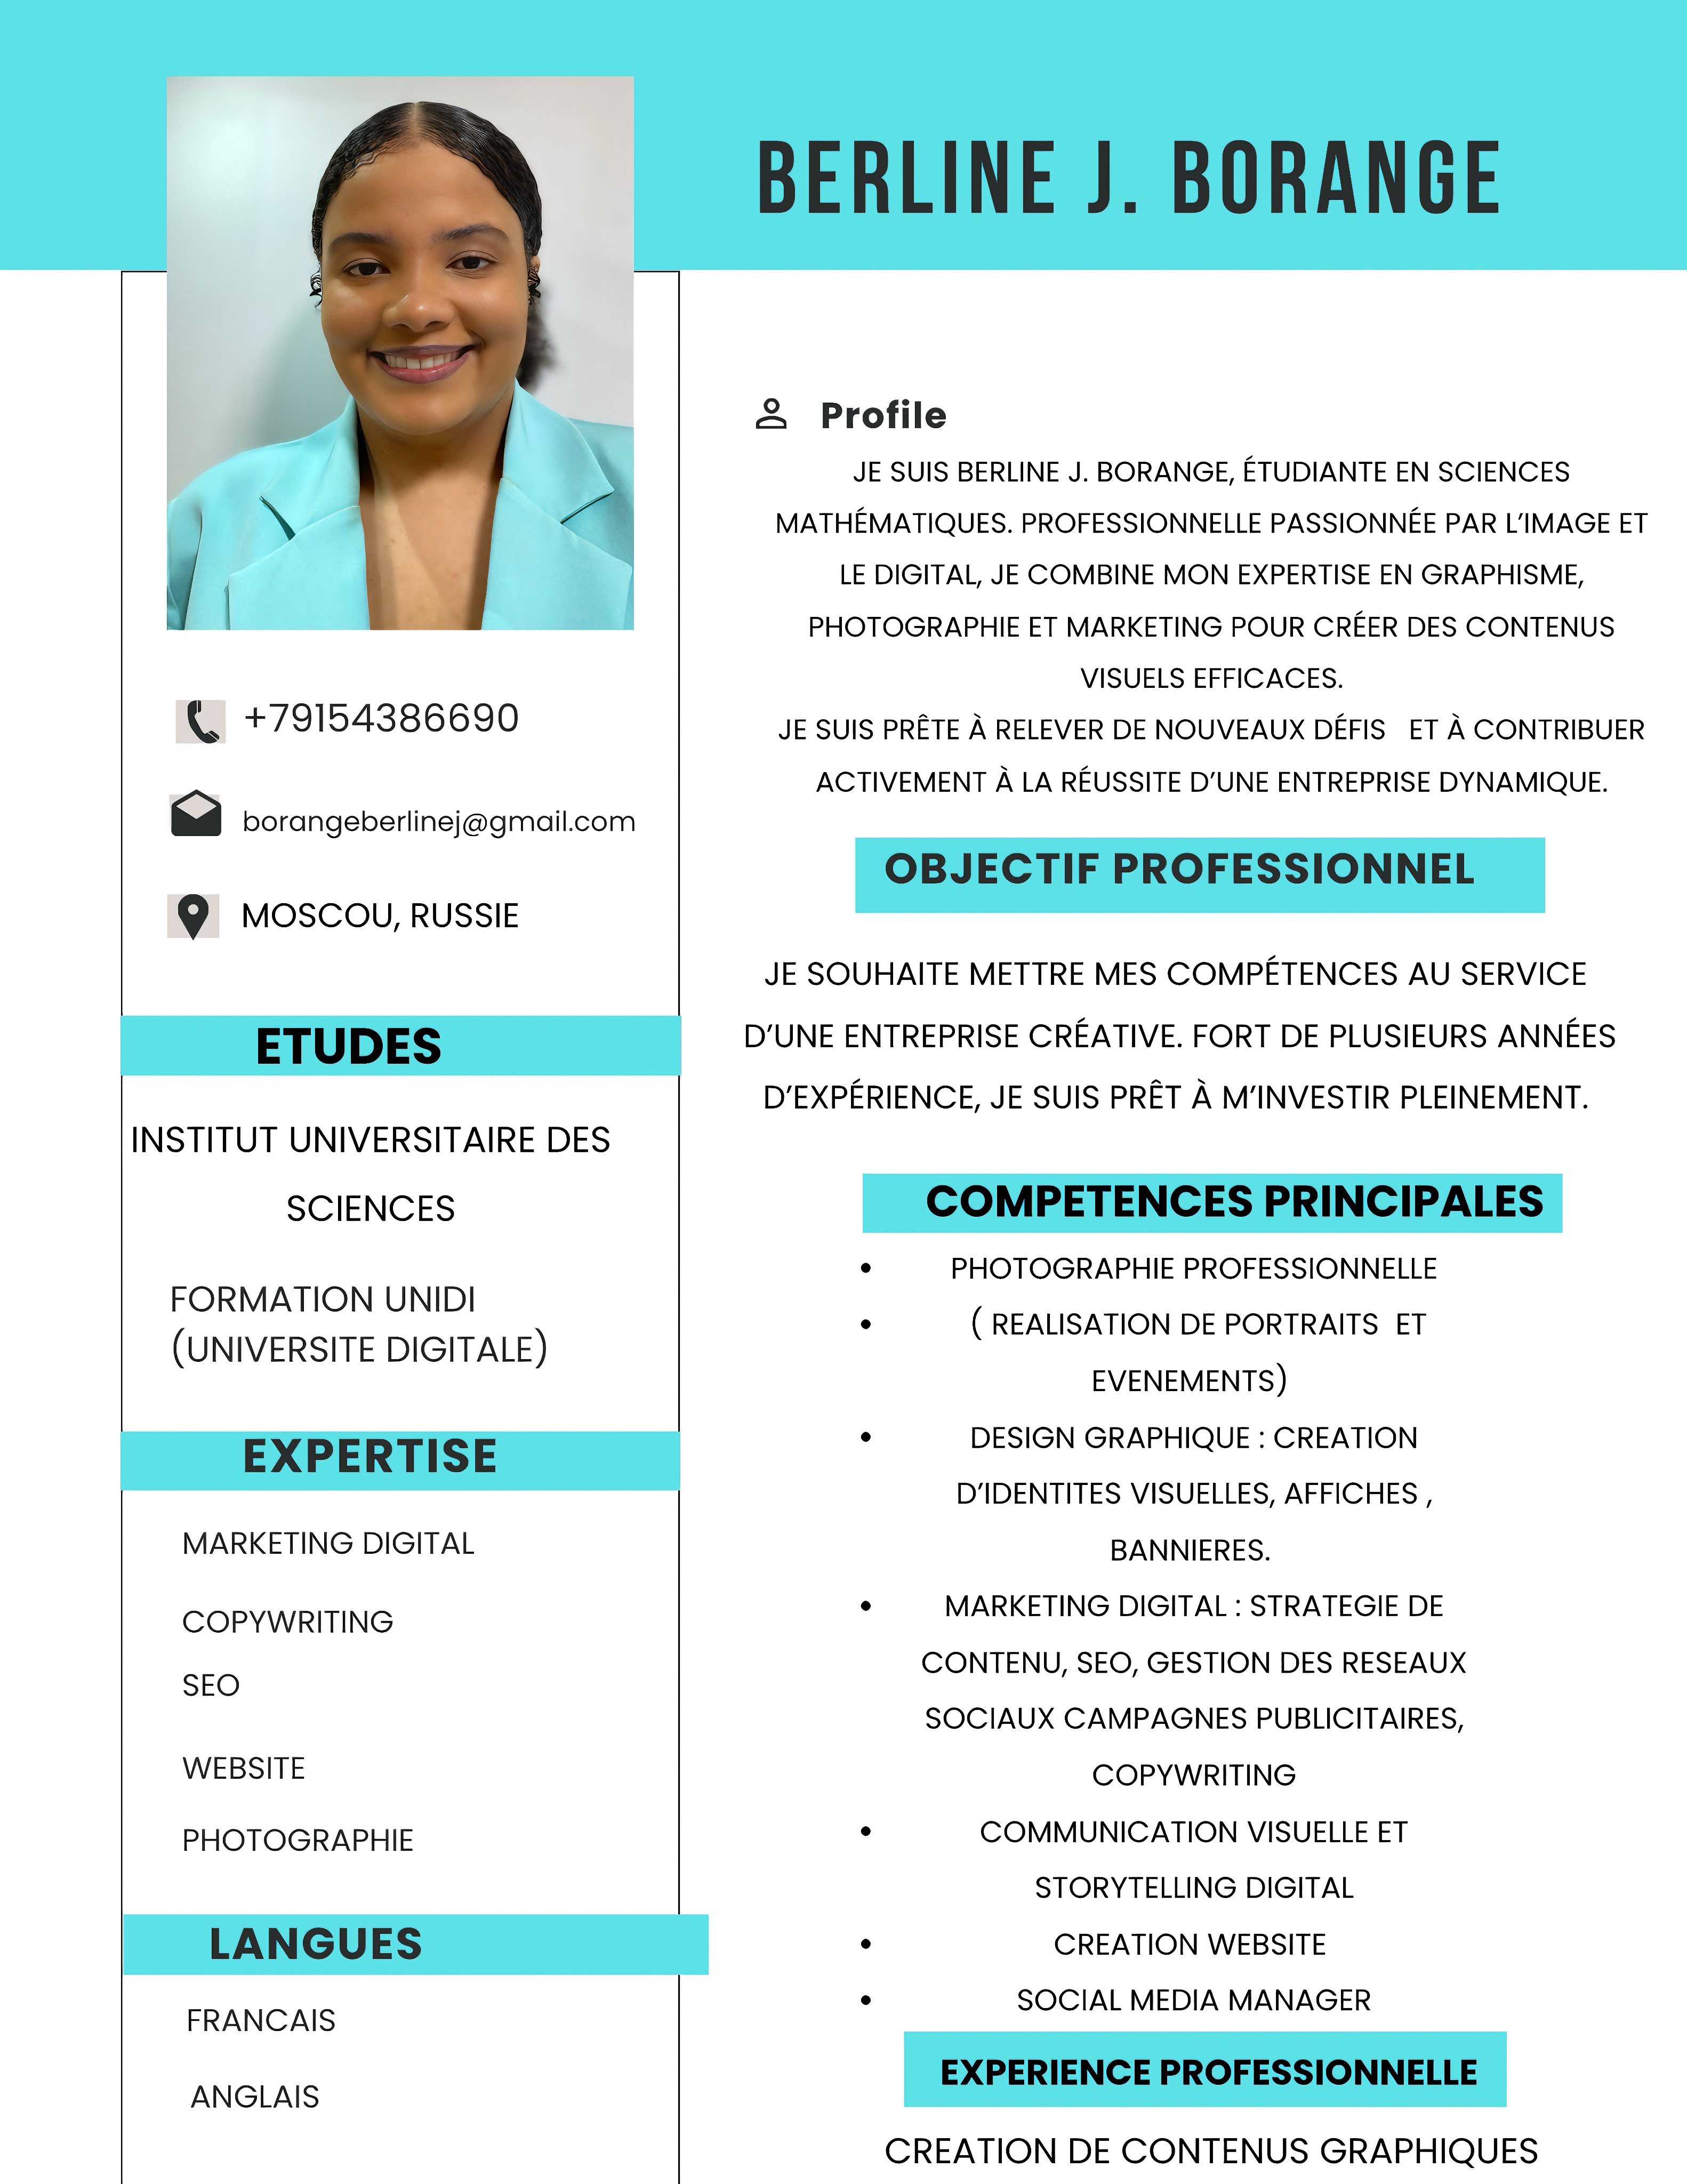 BERLINE J. BORANGE
+79154386690
borangeberlinej@gmail.com
MOSCOU, RUSSIE
ETUDES
INSTITUT UNIVERSITAIRE DES
SCIENCES
FORMATION UNIDI
(UNIVERSITE DIGITALE)
EXPERTISE
MARKETING DIGITAL
COPYWRITING
SEO
WEBSITE
PHOTOGRAPHIE
LANGUES
FRANCAIS
ANGLAIS
Profile
JE SUIS BERLINE J. BORANGE, ÉTUDIANTE EN SCIENCES
MATHÉMATIQUES. PROFESSIONNELLE PASSIONNÉE PAR L’IMAGE ET
LE DIGITAL, JE COMBINE MON EXPERTISE EN GRAPHISME,
PHOTOGRAPHIE ET MARKETING POUR CRÉER DES CONTENUS
VISUELS EFFICACES.
JE SUIS PRÊTE À RELEVER DE NOUVEAUX DÉFIS ET À CONTRIBUER
ACTIVEMENT À LA RÉUSSITE D’UNE ENTREPRISE DYNAMIQUE.
OBJECTIF PROFESSIONNEL
JE SOUHAITE METTRE MES COMPÉTENCES AU SERVICE
D’UNE ENTREPRISE CRÉATIVE. FORT DE PLUSIEURS ANNÉES
D’EXPÉRIENCE, JE SUIS PRÊT À M’INVESTIR PLEINEMENT.
COMPETENCES PRINCIPALES
• PHOTOGRAPHIE PROFESSIONNELLE
• ( REALISATION DE PORTRAITS ET
EVENEMENTS)
• DESIGN GRAPHIQUE : CREATION
D’IDENTITES VISUELLES, AFFICHES ,
BANNIERES.
• MARKETING DIGITAL : STRATEGIE DE
CONTENU, SEO, GESTION DES RESEAUX
SOCIAUX CAMPAGNES PUBLICITAIRES,
COPYWRITING
• COMMUNICATION VISUELLE ET
STORYTELLING DIGITAL
• CREATION WEBSITE
• SOCIAL MEDIA MANAGER
EXPERIENCE PROFESSIONNELLE
CREATION DE CONTENUS GRAPHIQUES